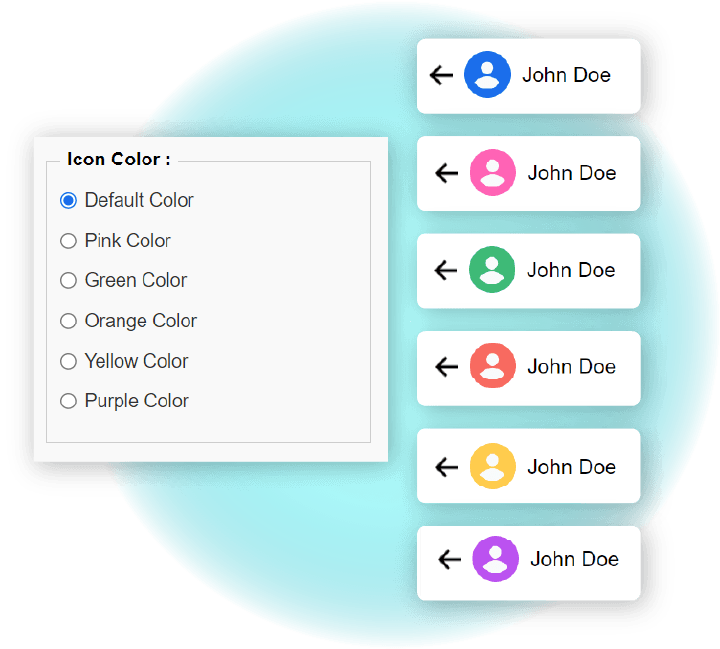 Icon Color :
Default Color
Pink Color
Green Color
Orange Color
Yellow Color
Purple Color
John Doe
John Doe
John Doe
John Doe
John Doe
John Doe